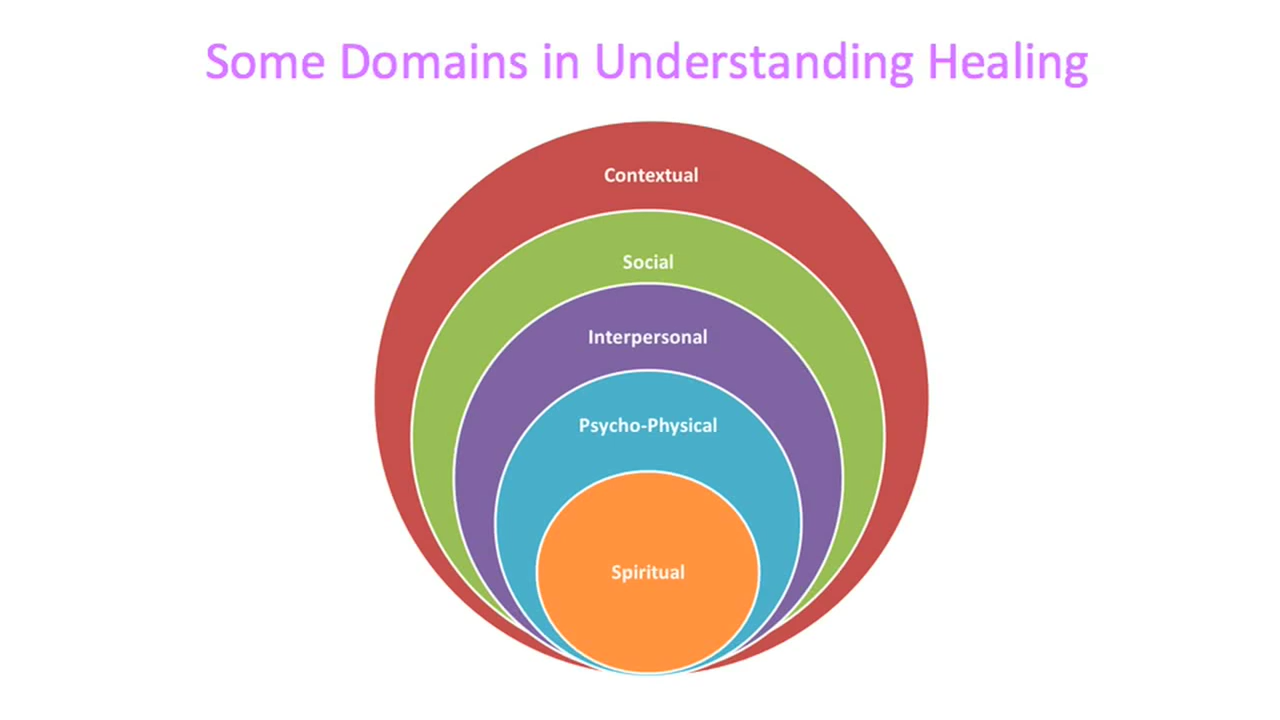 Some Domains in Understanding Healing
Contextual
Social
Interpersonal
Psycho-Physical
Spiritual